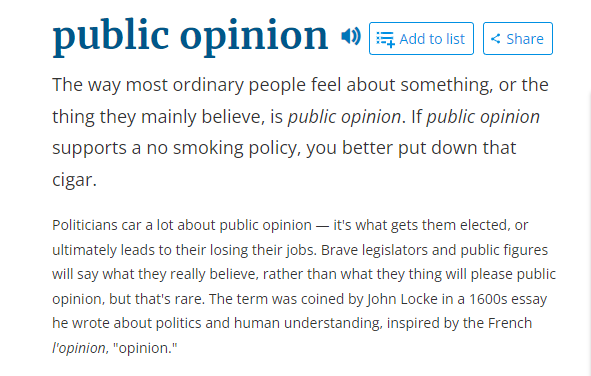 public opinion Add to list Share
The way most ordinary people feel about something, or the
thing they mainly believe, is public opinion. If public opinion
supports a no smoking policy, you better put down that
cigar.
Politicians car a lot about public opinion — it's what gets them elected, or
ultimately leads to their losing their jobs. Brave legislators and public figures
will say what they really believe, rather than what they thing will please public
opinion, but that's rare. The term was coined by John Locke in a 1600s essay
he wrote about politics and human understanding, inspired by the French
l'opinion, "opinion."